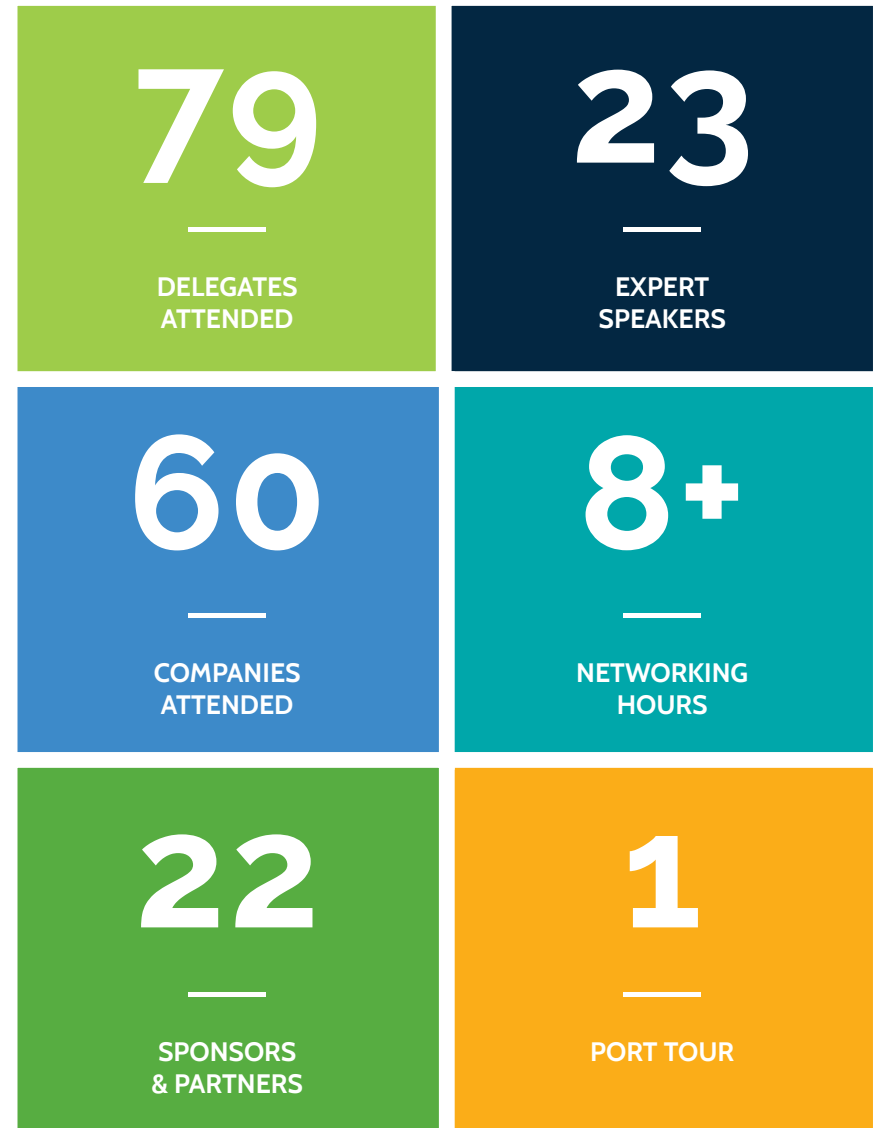 79
DELEGATES
ATTENDED
23
EXPERT
SPEAKERS
60
COMPANIES
ATTENDED
8+
NETWORKING
HOURS
22
SPONSORS
& PARTNERS
1
PORT TOUR